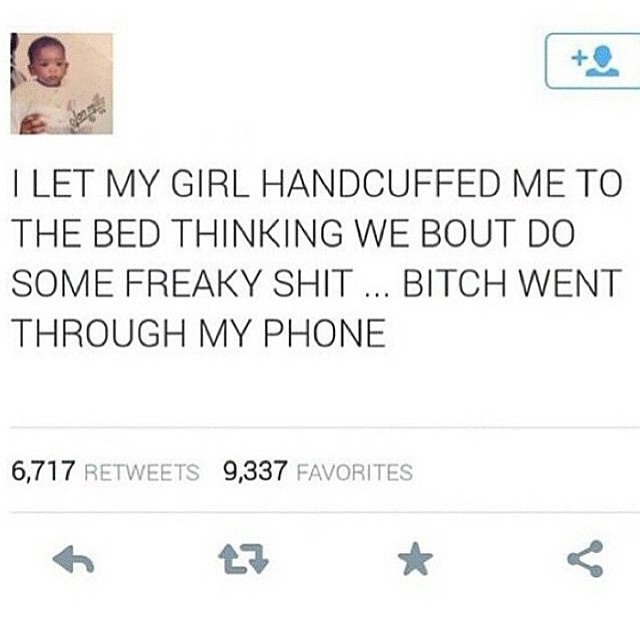 I LET MY GIRL HANDCUFFED ME TO
THE BED THINKING WE BOUT DO
SOME FREAKY SHIT ... BITCH WENT
THROUGH MY PHONE
6,717 RETWEETS 9,337 FAVORITES